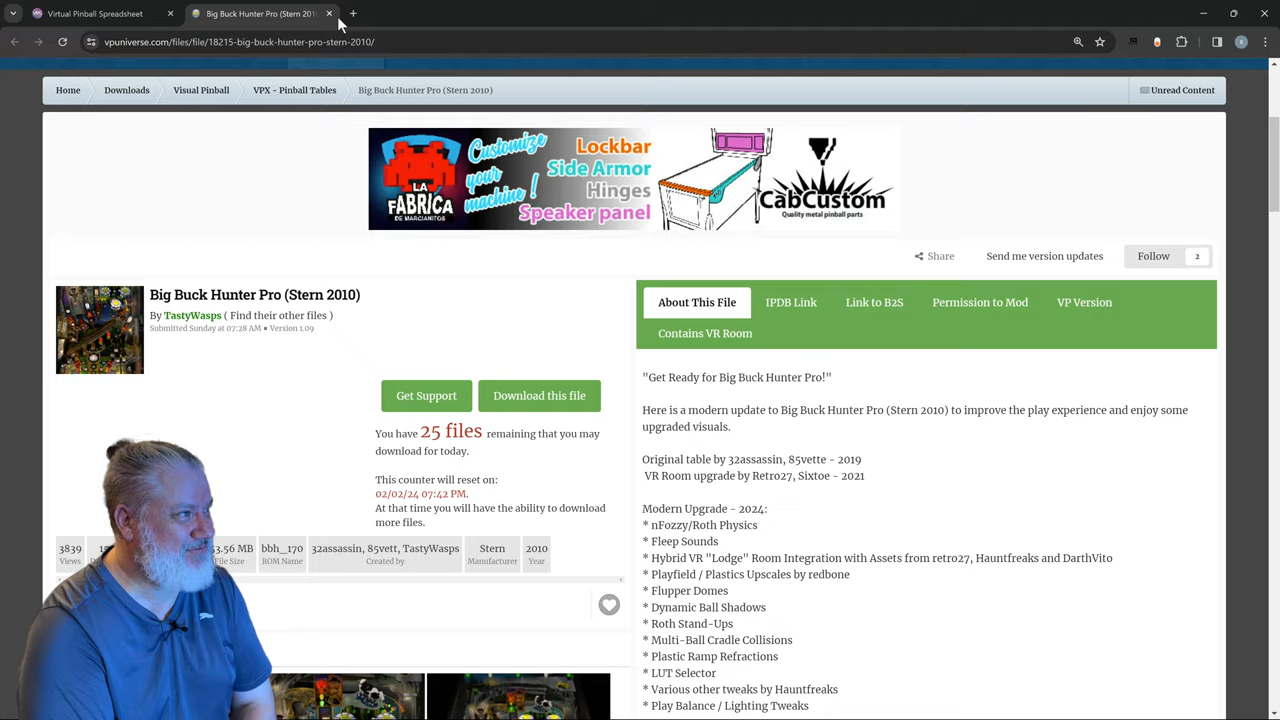 Virtual Pinball Spreadsheet
Big Buck Hunter Pro (Stern 2010
vpuniverse.com/files/file/18215-big-buck-hunter-pro-stern-2010/
Home
Downloads
Visual Pinball
VPX - Pinball Tables
Big Buck Hunter Pro (Stern 2010)
Unread Content
LA FABRICA DE MARCIANITOS
Customize your machine!
Lockbar
Side Armor
Hinges
Speaker panel
CabCustom
Quality metal pinball parts
Share
Send me version updates
Follow
2
Big Buck Hunter Pro (Stern 2010)
By TastyWasps ( Find their other files )
Submitted Sunday at 07:28 AM • Version 1.09
Get Support
Download this file
You have 25 files remaining that you may
download for today.
This counter will reset on:
02/02/24 07:42 PM.
At that time you will have the ability to download
more files.
3839
Views
53.56 MB
File Size
bbh_170
ROM Name
32assassin, 85vett, TastyWasps
Created by
Stern
Manufacturer
2010
Year
About This File
IPDB Link
Link to B2S
Permission to Mod
VP Version
Contains VR Room
"Get Ready for Big Buck Hunter Pro!"
Here is a modern update to Big Buck Hunter Pro (Stern 2010) to improve the play experience and enjoy some
upgraded visuals.
Original table by 32assassin, 85vette - 2019
VR Room upgrade by Retro27, Sixtoe - 2021
Modern Upgrade - 2024:
* nFozzy/Roth Physics
* Fleep Sounds
* Hybrid VR "Lodge" Room Integration with Assets from retro27, Hauntfreaks and DarthVito
* Playfield / Plastics Upscales by redbone
* Flupper Domes
* Dynamic Ball Shadows
* Roth Stand-Ups
* Multi-Ball Cradle Collisions
* Plastic Ramp Refractions
* LUT Selector
* Various other tweaks by Hauntfreaks
* Play Balance / Lighting Tweaks